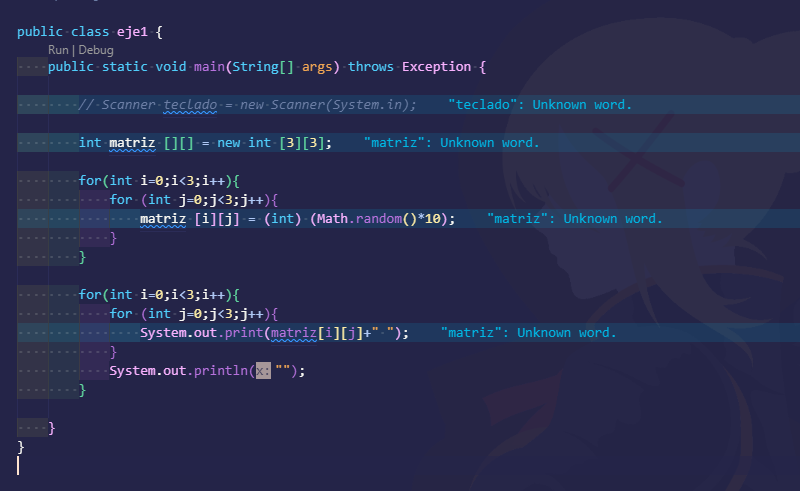 public class eje1 {
Run | Debug
public static void main(String[] args) throws Exception {
// Scanner teclado = new Scanner(System.in); "teclado": Unknown word.
int matriz [][] = new int [3][3]; "matriz": Unknown word.
for(int i=0;i<3;i++){
for (int j=0;j<3;j++){
matriz [i][j] = (int) (Math.random()*10); "matriz": Unknown word.
}
}
for(int i=0;i<3;i++){
for (int j=0;j<3;j++){
System.out.print(matriz[i][j]+" "); "matriz": Unknown word.
}
System.out.println(x: "");
}
}
}